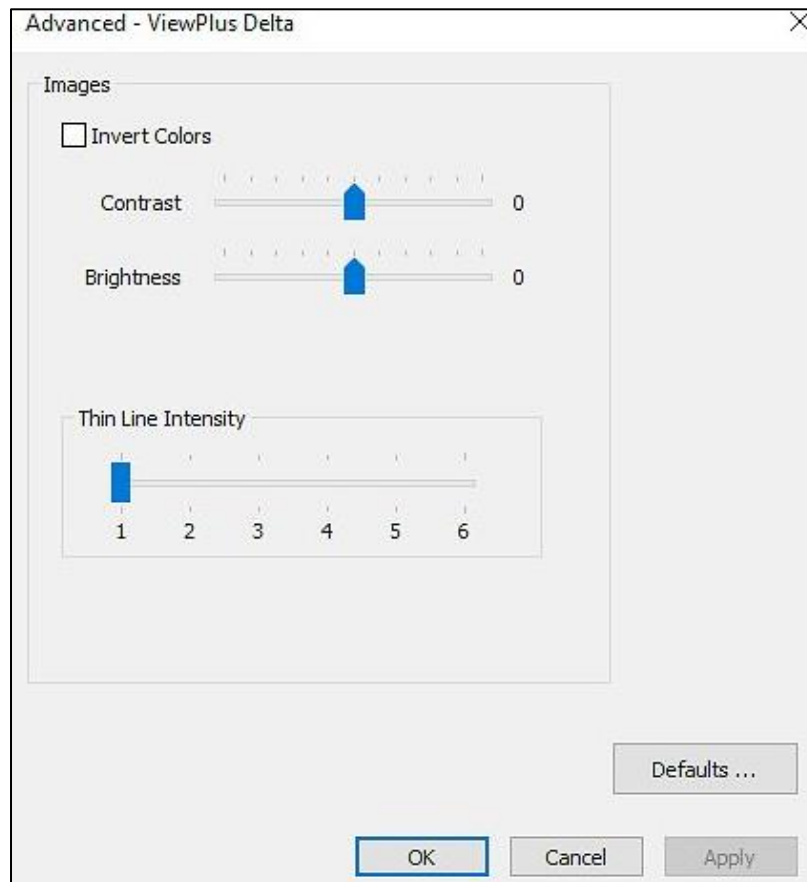 Advanced - ViewPlus Delta
Images
Invert Colors
Contrast 0
Brightness 0
Thin Line Intensity
1 2 3 4 5 6
Defaults ...
OK Cancel Apply